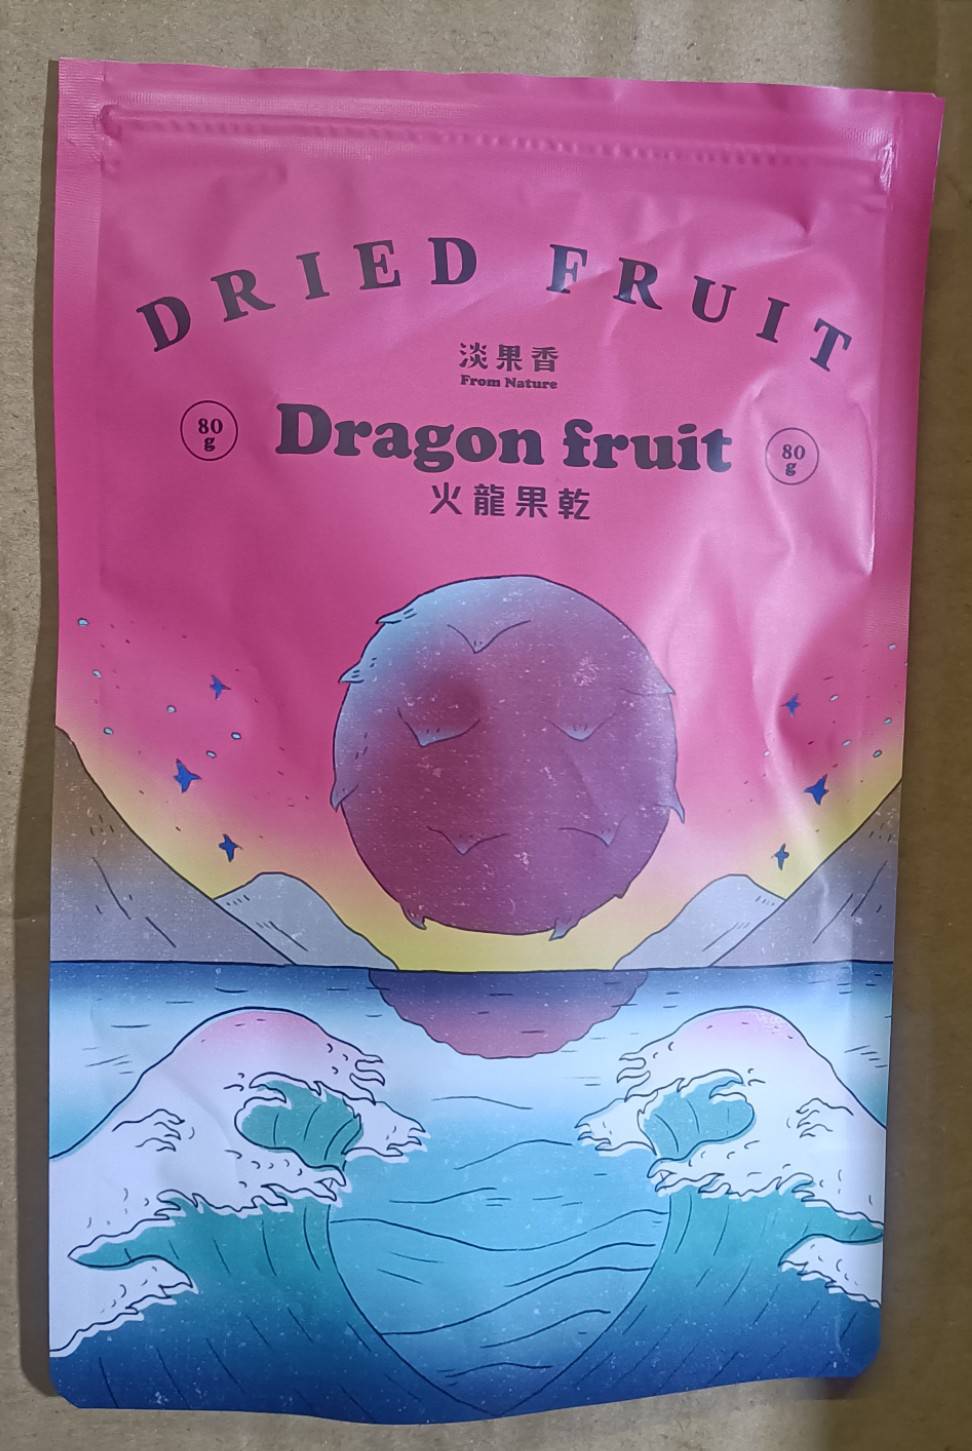 DRIED FRUIT
淡果香
From Nature
80
g
Dragon fruit
80
g
火龍果乾